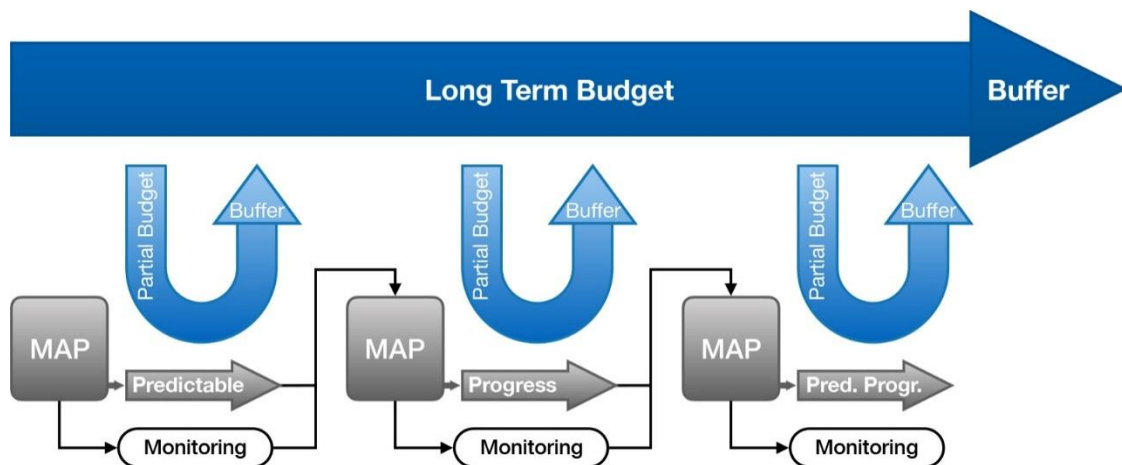 Long Term Budget
Buffer
Partial Budget
Buffer
Partial Budget
Buffer
Partial Budget
Buffer
MAP
Predictable
Monitoring
MAP
Progress
Monitoring
MAP
Pred. Progr.
Monitoring